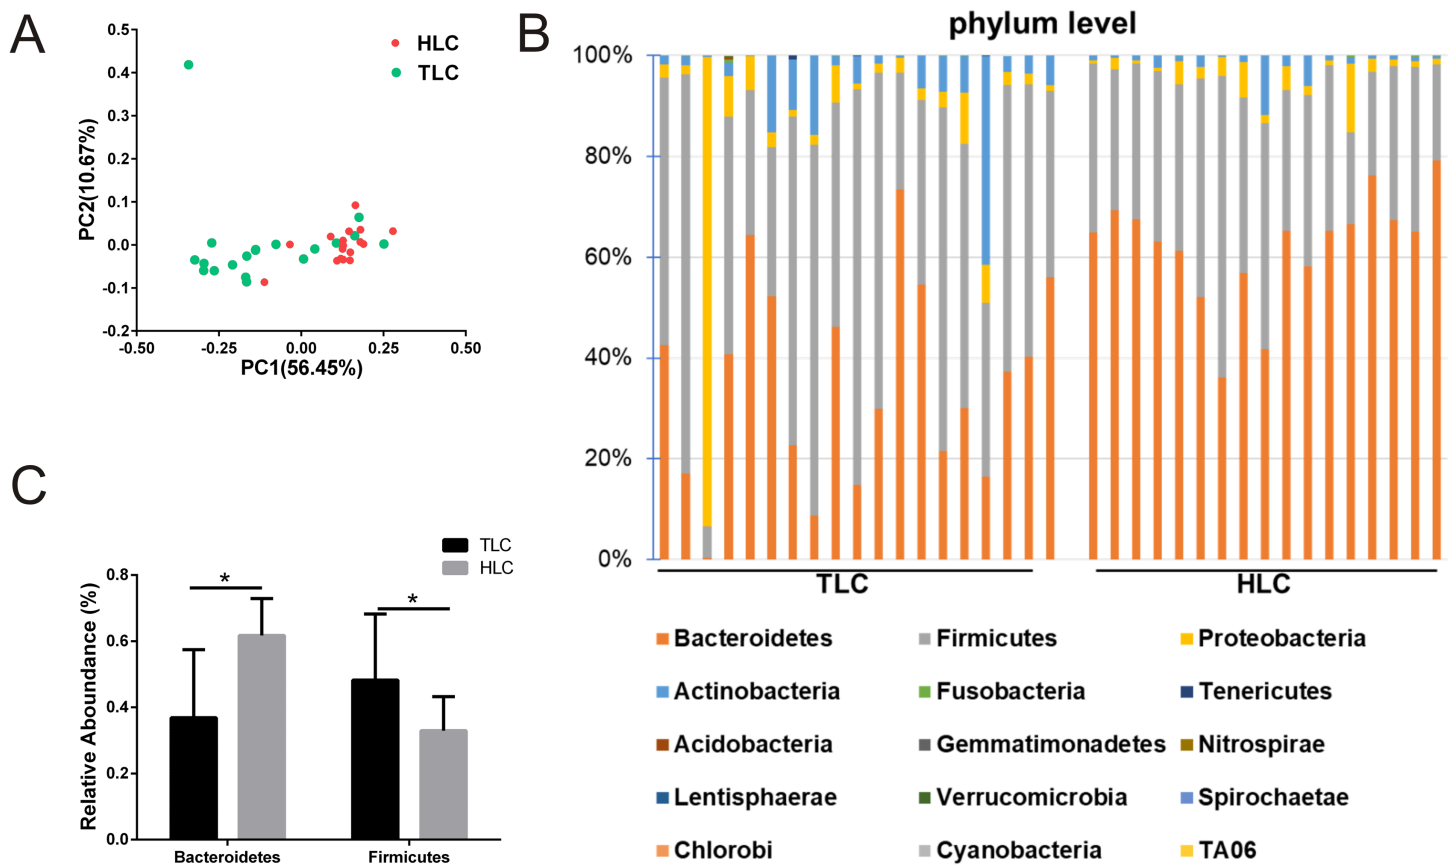 A
0.5
0.4
0.3
0.2
0.1
0.0
-0.1
-0.2
-0.50
-0.25
0.00
0.25
0.50
PC2(10.67%)
PC1(56.45%)
HLC
TLC
B
phylum level
100%
80%
60%
40%
20%
0%
TLC
HLC
Bacteroidetes
Firmicutes
Proteobacteria
Actinobacteria
Fusobacteria
Tenericutes
Acidobacteria
Gemmatimonadetes
Nitrospirae
Lentisphaerae
Verrucomicrobia
Spirochaetae
Chlorobi
Cyanobacteria
TA06
C
TLC
HLC
0.8
0.6
0.4
0.2
0.0
Relative Aboundance (%)
*
*
Bacteroidetes
Firmicutes